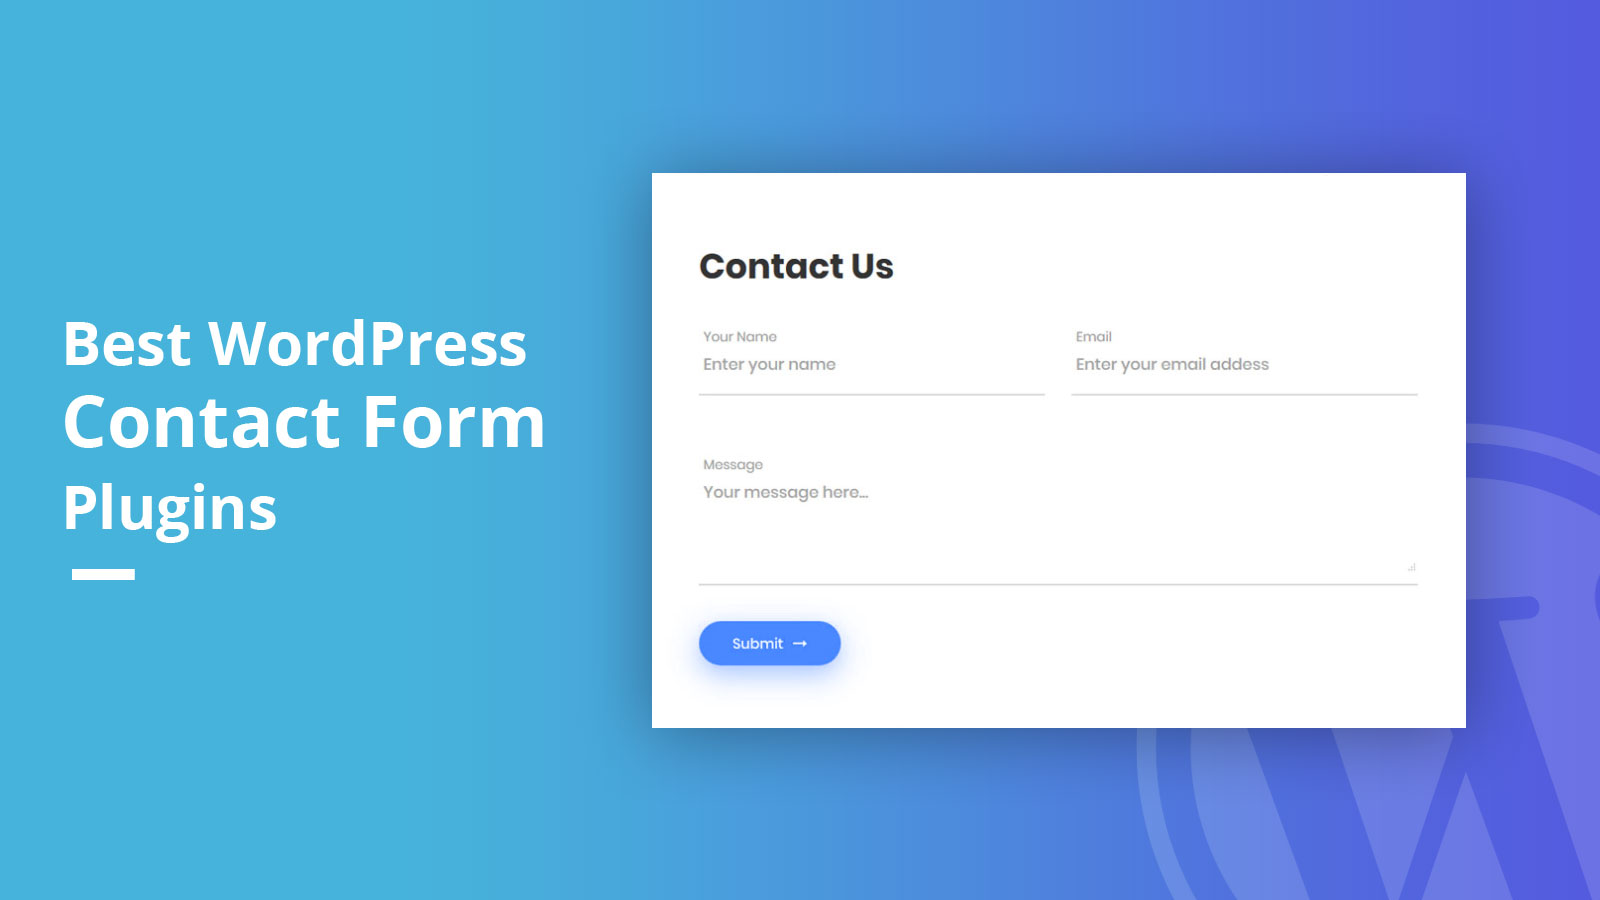 Best WordPress
Contact Form
Plugins
Contact Us
Your Name
Enter your name
Email
Enter your email addess
Message
Your message here...
Submit →